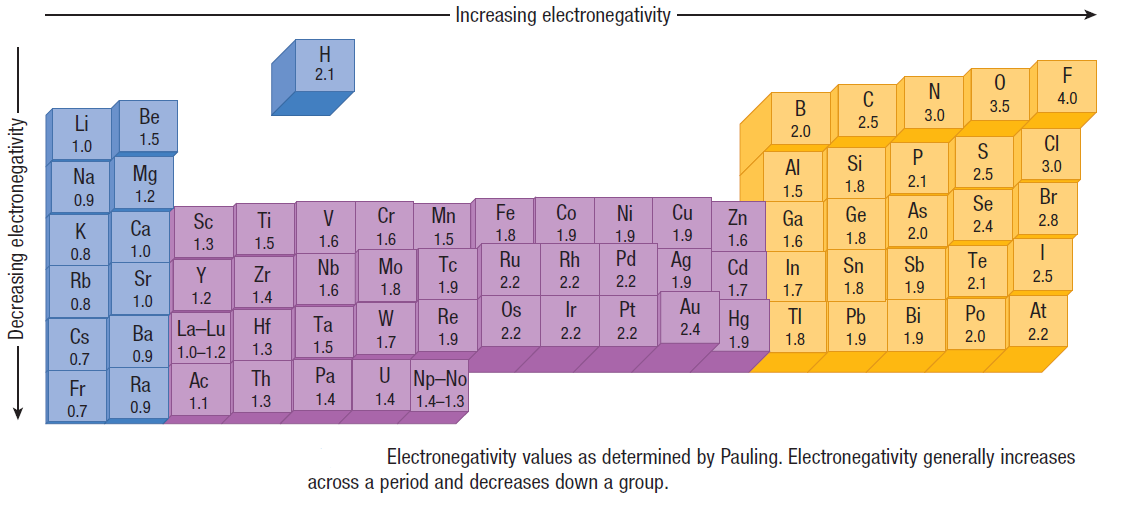 Increasing electronegativity
Decreasing electronegativity
H
2.1
Li
1.0
Be
1.5
B
2.0
C
2.5
N
3.0
O
3.5
F
4.0
Na
0.9
Mg
1.2
Al
1.5
Si
1.8
P
2.1
S
2.5
Cl
3.0
K
0.8
Ca
1.0
Sc
1.3
Ti
1.5
V
1.6
Cr
1.6
Mn
1.5
Fe
1.8
Co
1.9
Ni
1.9
Cu
1.9
Zn
1.6
Ga
1.6
Ge
1.8
As
2.0
Se
2.4
Br
2.8
Rb
0.8
Sr
1.0
Y
1.2
Zr
1.4
Nb
1.6
Mo
1.8
Tc
1.9
Ru
2.2
Rh
2.2
Pd
2.2
Ag
1.9
Cd
1.7
In
1.7
Sn
1.8
Sb
1.9
Te
2.1
I
2.5
Cs
0.7
Ba
0.9
La–Lu
1.0–1.2
Hf
1.3
Ta
1.5
W
1.7
Re
1.9
Os
2.2
Ir
2.2
Pt
2.2
Au
2.4
Hg
1.9
Tl
1.8
Pb
1.9
Bi
1.9
Po
2.0
At
2.2
Fr
0.7
Ra
0.9
Ac
1.1
Th
1.3
Pa
1.4
U
1.4
Np–No
1.4–1.3
Electronegativity values as determined by Pauling. Electronegativity generally increases
across a period and decreases down a group.